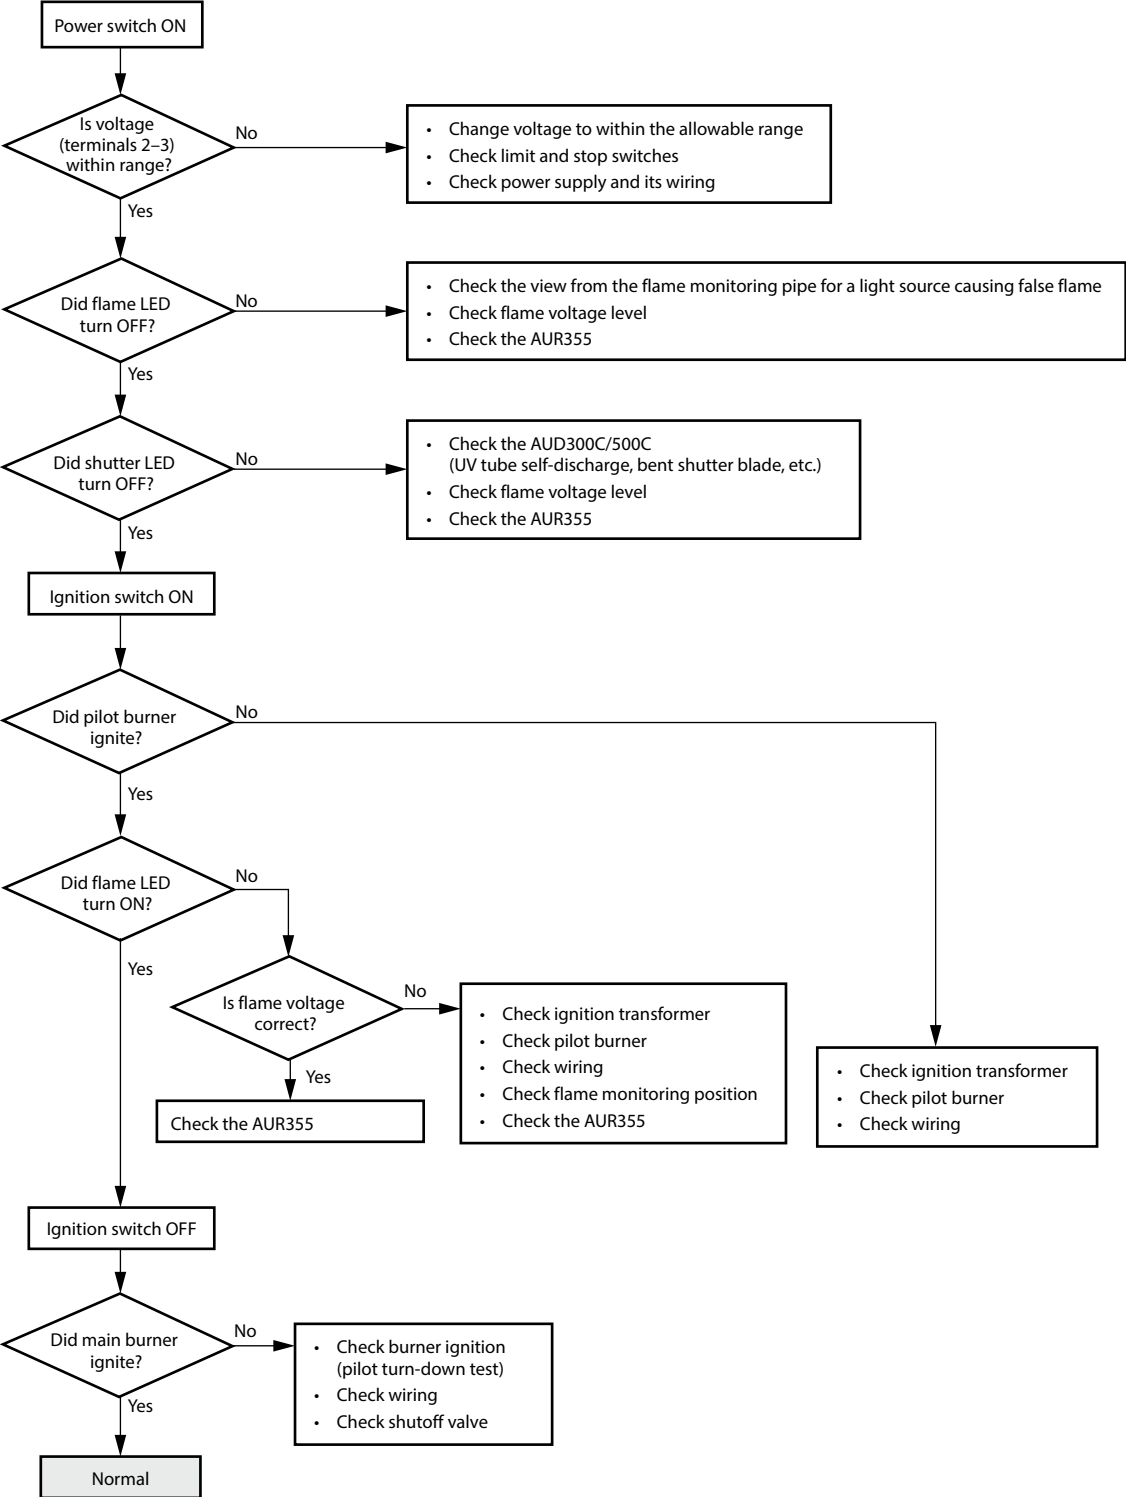 Power switch ON
Is voltage
(terminals 2–3)
within range?
No
• Change voltage to within the allowable range
• Check limit and stop switches
• Check power supply and its wiring
Yes
Did flame LED
turn OFF?
No
• Check the view from the flame monitoring pipe for a light source causing false flame
• Check flame voltage level
• Check the AUR355
Yes
Did shutter LED
turn OFF?
No
• Check the AUD300C/500C
(UV tube self-discharge, bent shutter blade, etc.)
• Check flame voltage level
• Check the AUR355
Yes
Ignition switch ON
Did pilot burner
ignite?
No
Yes
Did flame LED
turn ON?
No
Yes
Is flame voltage
correct?
No
• Check ignition transformer
• Check pilot burner
• Check wiring
• Check flame monitoring position
• Check the AUR355
Yes
Check the AUR355
• Check ignition transformer
• Check pilot burner
• Check wiring
Ignition switch OFF
Did main burner
ignite?
No
• Check burner ignition
(pilot turn-down test)
• Check wiring
• Check shutoff valve
Yes
Normal